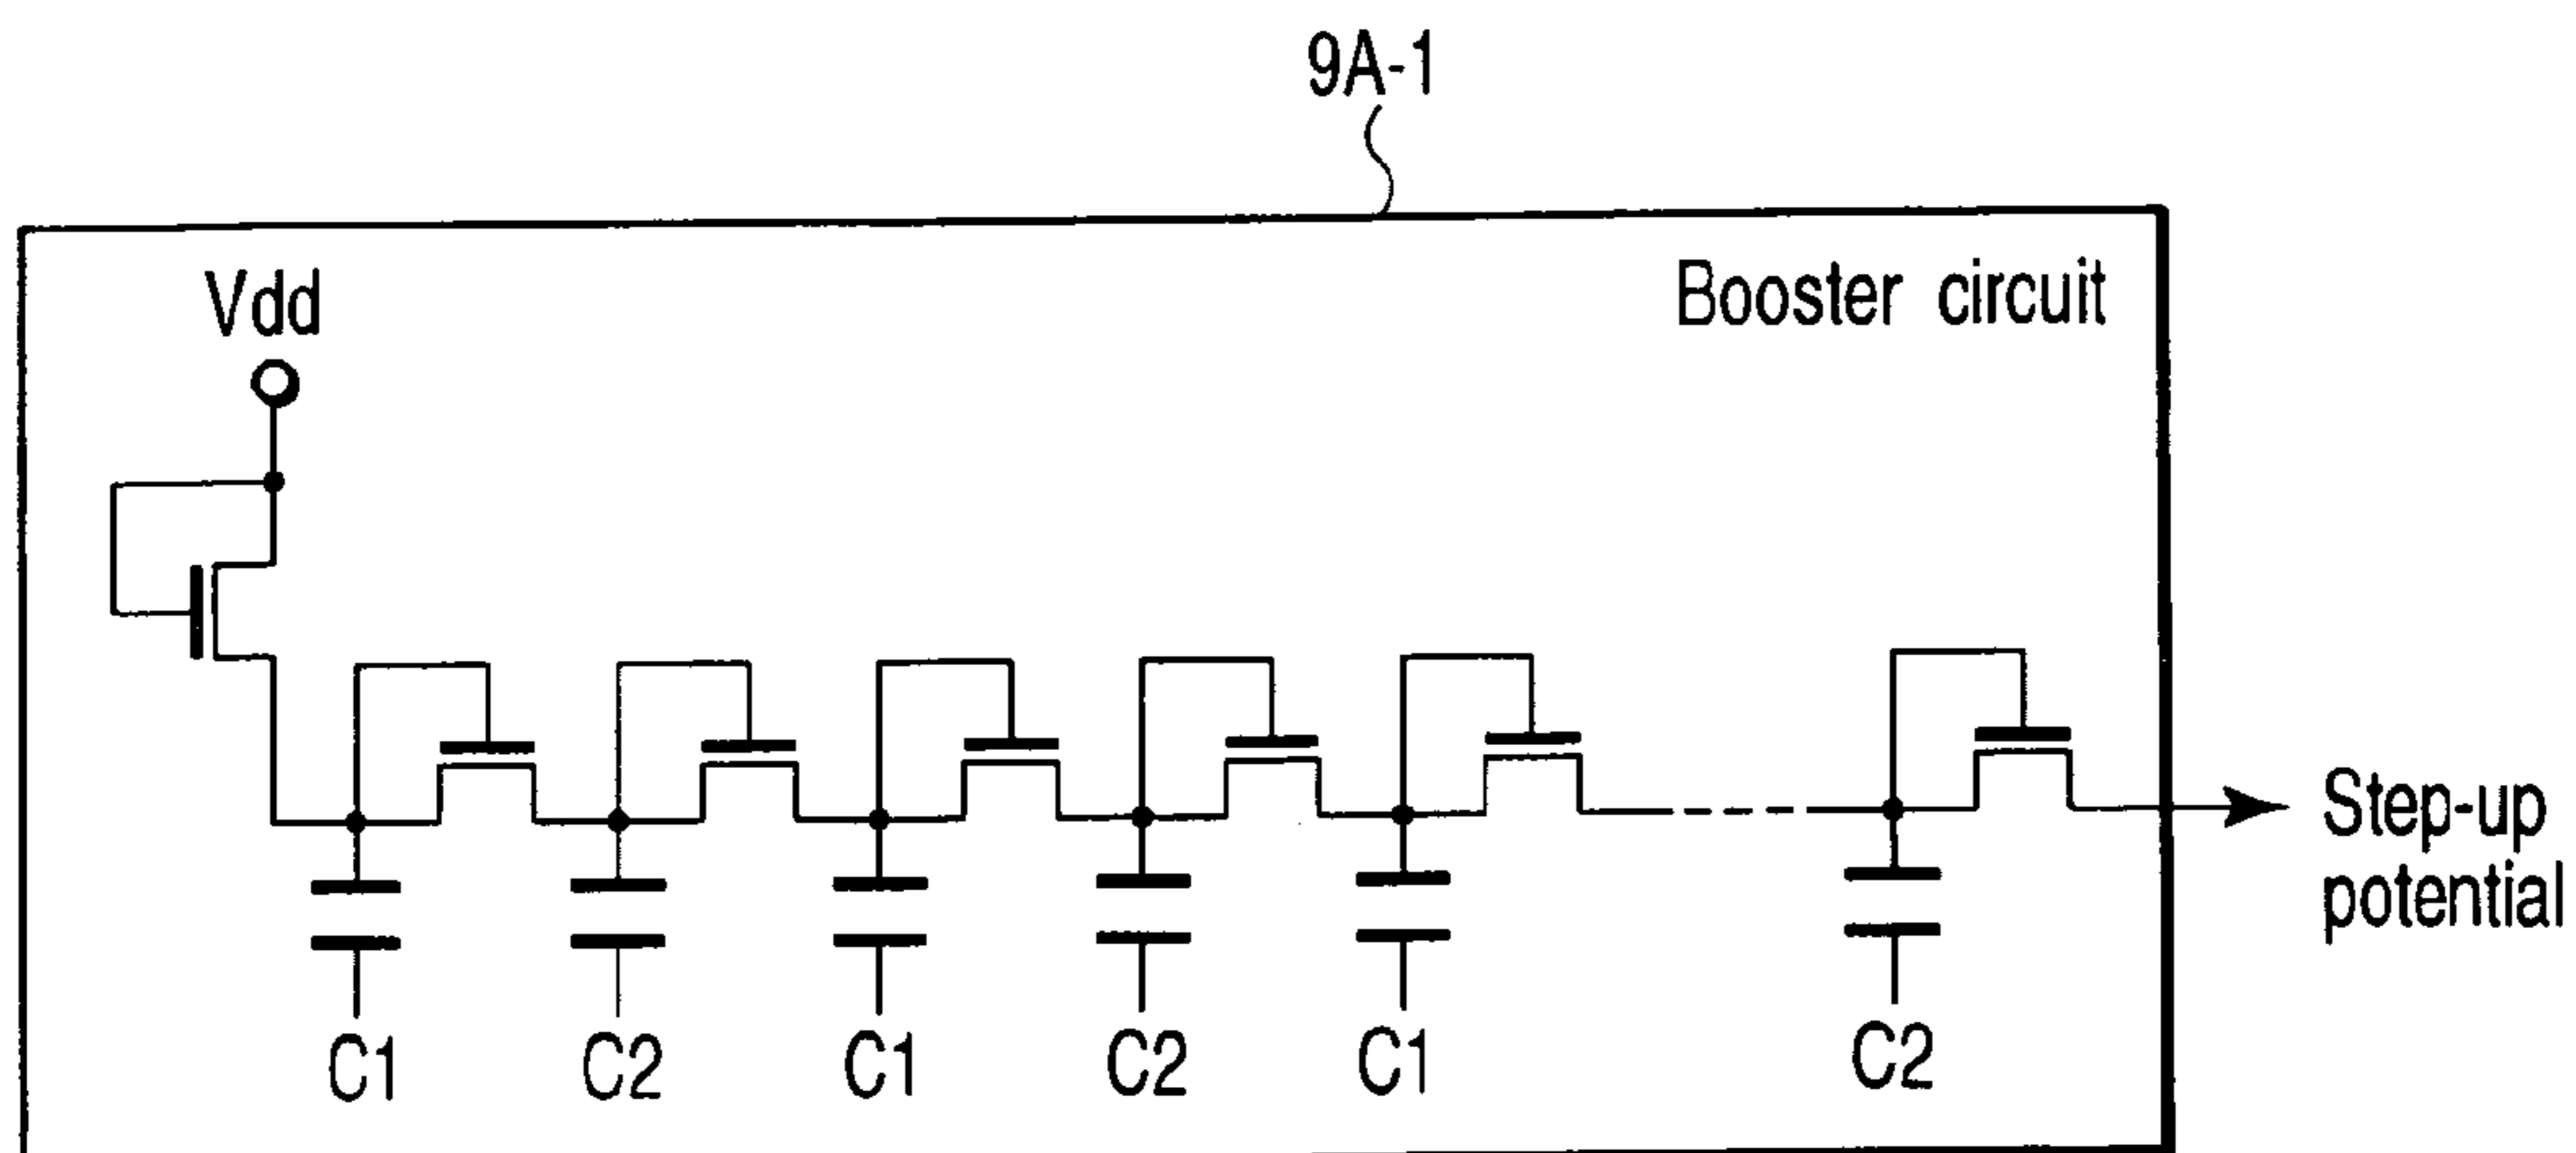 9A-1
Vdd
Booster circuit
Step-up
potential
C1
C2
C1
C2
C1
C2